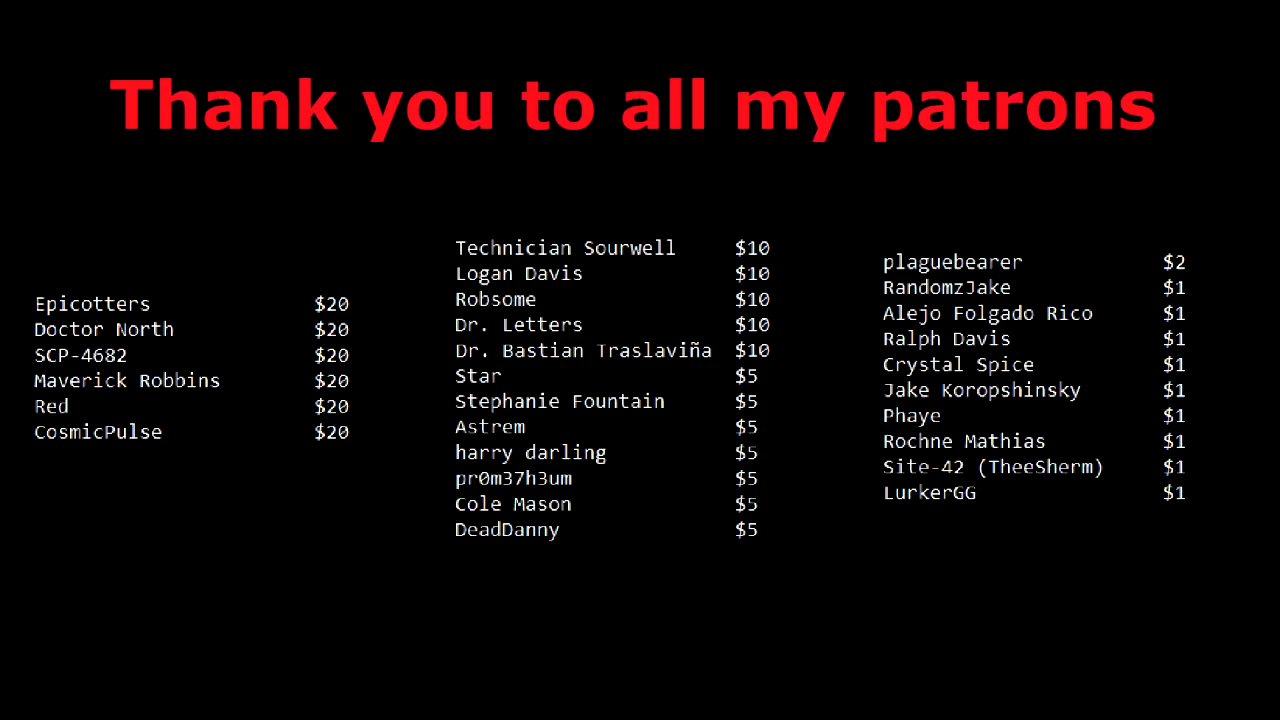 Thank you to all my patrons
Epicotters $20
Doctor North $20
SCP-4682 $20
Maverick Robbins $20
Red $20
CosmicPulse $20
Technician Sourwell $10
Logan Davis $10
Robsome $10
Dr. Letters $10
Dr. Bastian Traslaviña $10
Star $5
Stephanie Fountain $5
Astrem $5
harry darling $5
pr0m37h3um $5
Cole Mason $5
DeadDanny $5
plaguebearer $2
RandomzJake $1
Alejo Folgado Rico $1
Ralph Davis $1
Crystal Spice $1
Jake Koropshinsky $1
Phaye $1
Rochne Mathias $1
Site-42 (TheeSherm) $1
LurkerGG $1